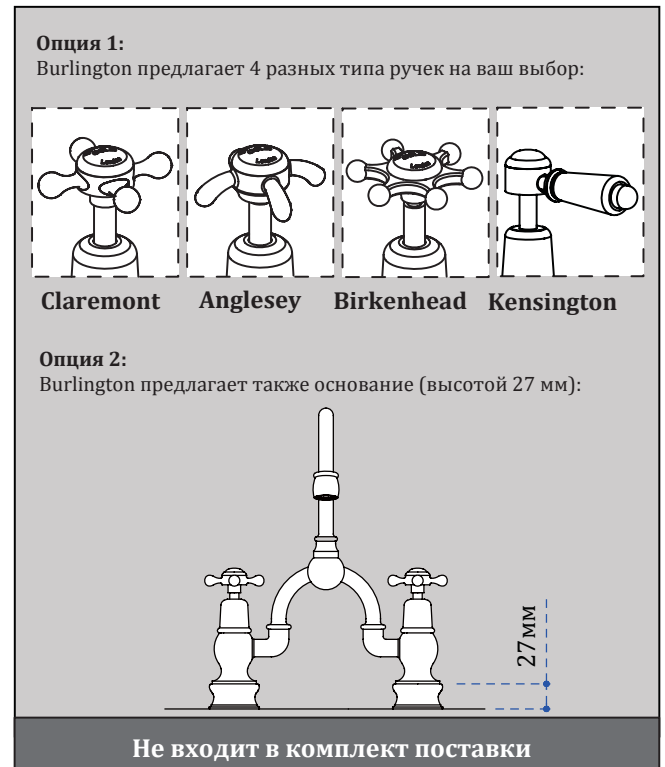 Опция 1:
Burlington предлагает 4 разных типа ручек на ваш выбор:
Claremont Anglesey Birkenhead Kensington
Опция 2:
Burlington предлагает также основание (высотой 27 мм):
27мм
Не входит в комплект поставки